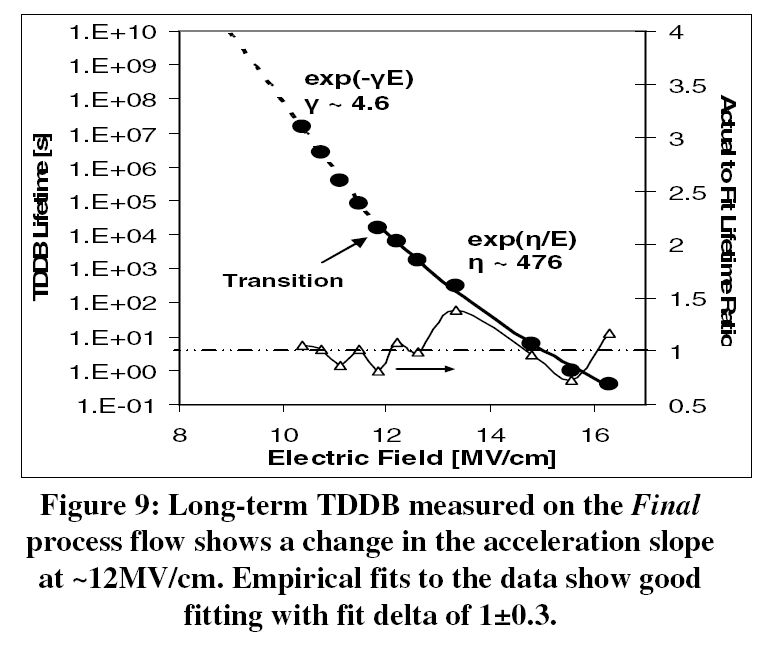 1.E+10
1.E+09
1.E+08
1.E+07
1.E+06
1.E+05
1.E+04
1.E+03
1.E+02
1.E+01
1.E+00
1.E-01
TDDB Lifetime [s]
exp(-γE)
γ ~ 4.6
Transition
exp(η/E)
η ~ 476
4
3.5
3
2.5
2
1.5
1
0.5
Actual to Fit Lifetime Ratio
8 10 12 14 16
Electric Field [MV/cm]
Figure 9: Long-term TDDB measured on the Final
process flow shows a change in the acceleration slope
at ~12MV/cm. Empirical fits to the data show good
fitting with fit delta of 1±0.3.